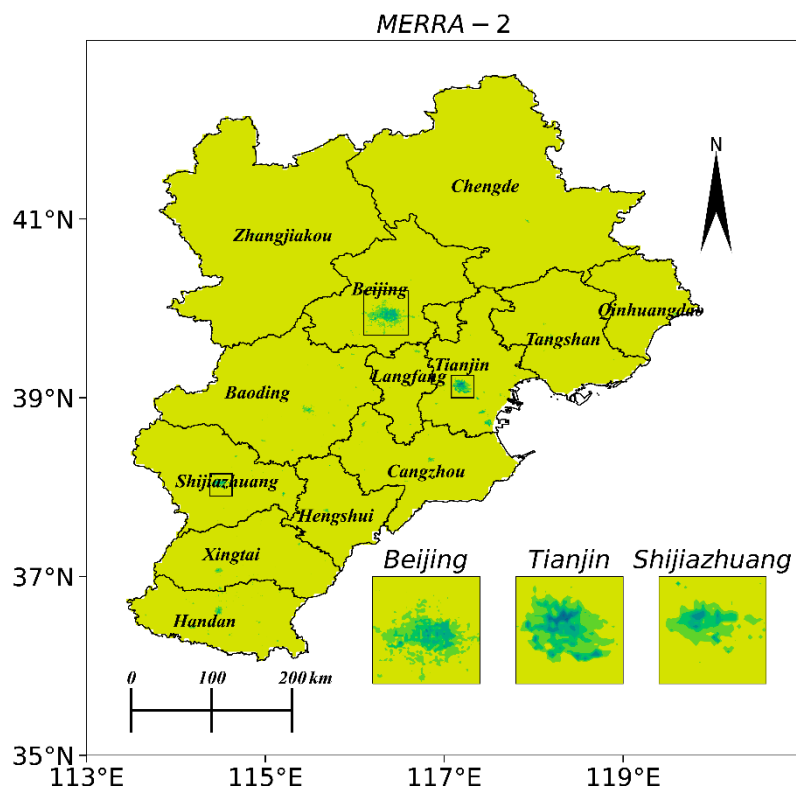 MERRA − 2
N
Chengde
41°N
Zhangjiakou
Beijing
Qinhuangdao
Tangshan
Tianjin
Langfang
39°N
Baoding
Cangzhou
Shijiazhuang
Hengshui
Xingtai
Beijing Tianjin Shijiazhuang
37°N
Handan
0 100 200 km
35°N
113°E 115°E 117°E 119°E